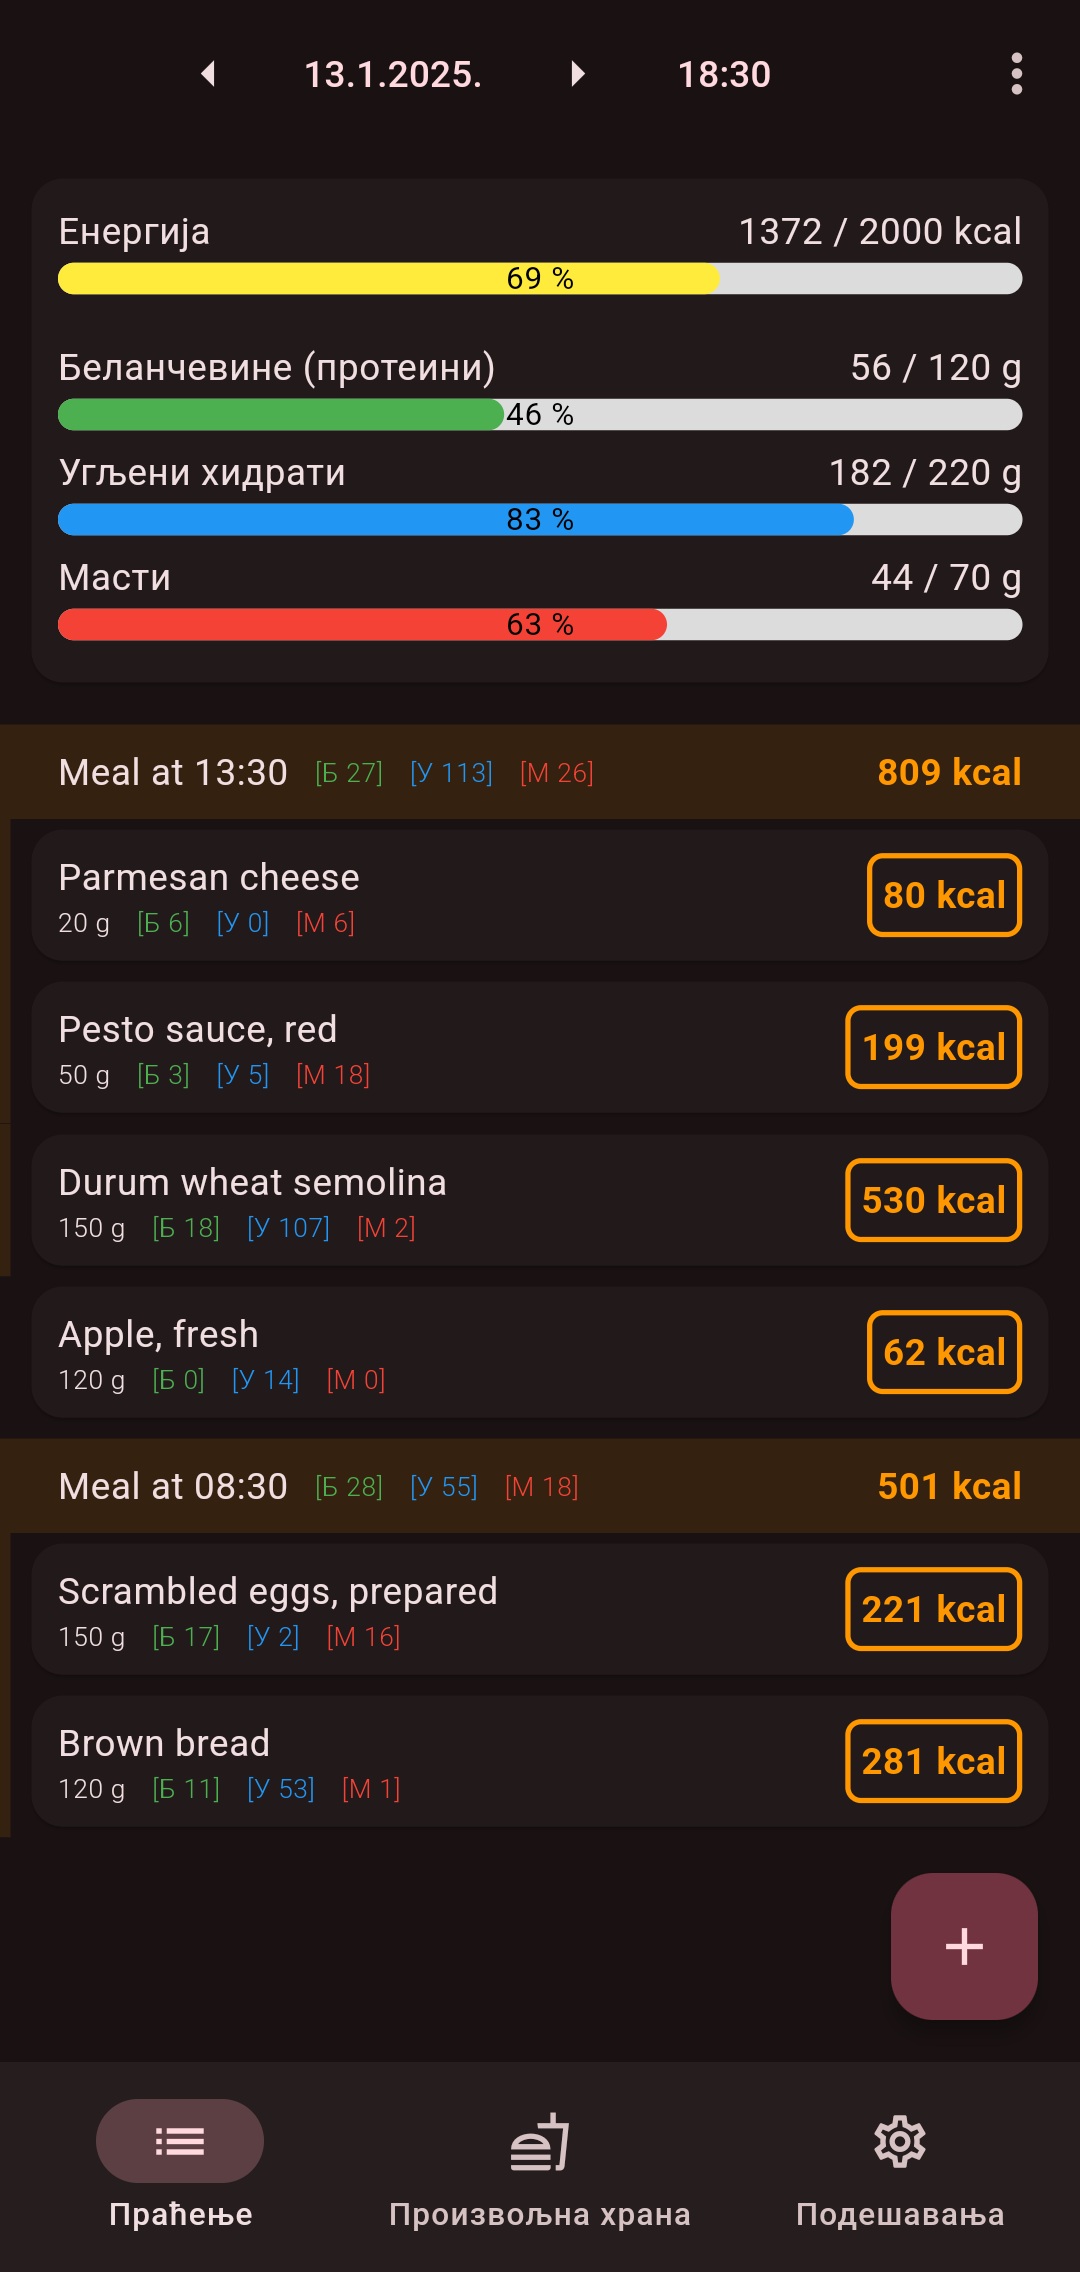 13.1.2025. 18:30
Енергија 1372 / 2000 kcal
69 %
Беланчевине (протеини) 56 / 120 g
46 %
Угљени хидрати 182 / 220 g
83 %
Масти 44 / 70 g
63 %
Meal at 13:30 [Б 27] [У 113] [М 26] 809 kcal
Parmesan cheese
20 g [Б 6] [У 0] [М 6]
80 kcal
Pesto sauce, red
50 g [Б 3] [У 5] [М 18]
199 kcal
Durum wheat semolina
150 g [Б 18] [У 107] [М 2]
530 kcal
Apple, fresh
120 g [Б 0] [У 14] [М 0]
62 kcal
Meal at 08:30 [Б 28] [У 55] [М 18] 501 kcal
Scrambled eggs, prepared
150 g [Б 17] [У 2] [М 16]
221 kcal
Brown bread
120 g [Б 11] [У 53] [М 1]
281 kcal
Праћење Произвољна храна Подешавања